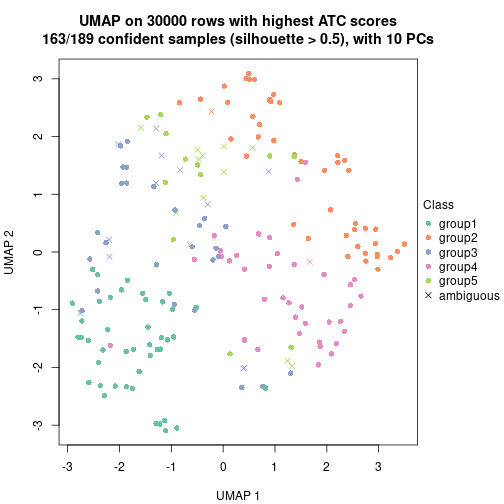 UMAP on 30000 rows with highest ATC scores
163/189 confident samples (silhouette > 0.5), with 10 PCs
3
2
1
0
-1
-2
-3
UMAP 2
-3 -2 -1 0 1 2 3
UMAP 1
Class
group1
group2
group3
group4
group5
ambiguous